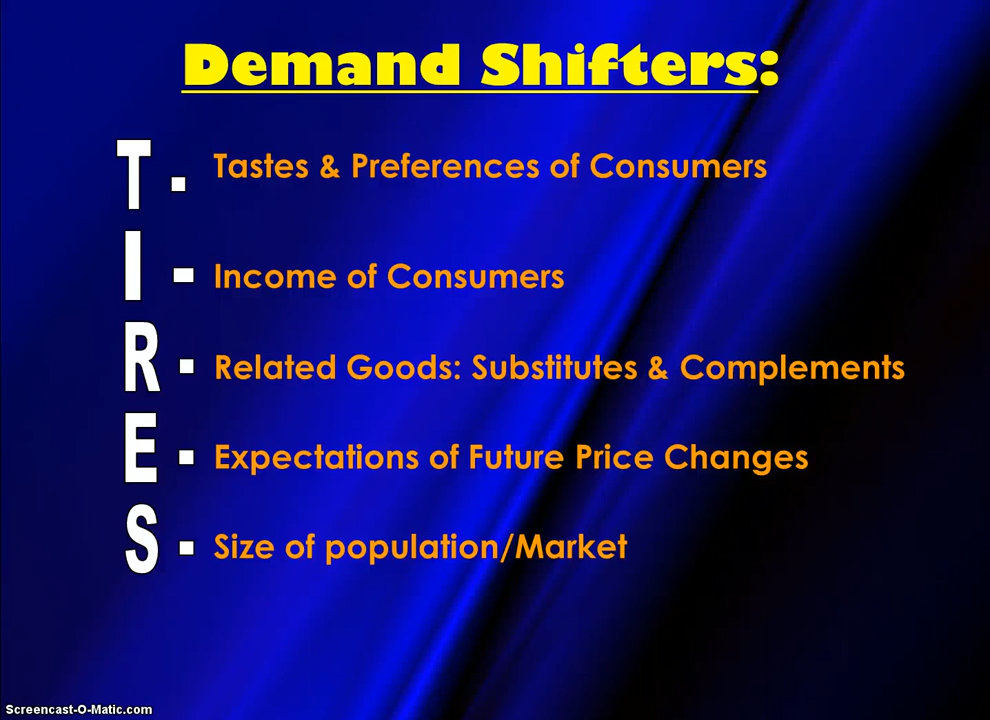 Demand Shifters:
T - Tastes & Preferences of Consumers
I - Income of Consumers
R - Related Goods: Substitutes & Complements
E - Expectations of Future Price Changes
S - Size of population/Market
Screencast-O-Matic.com